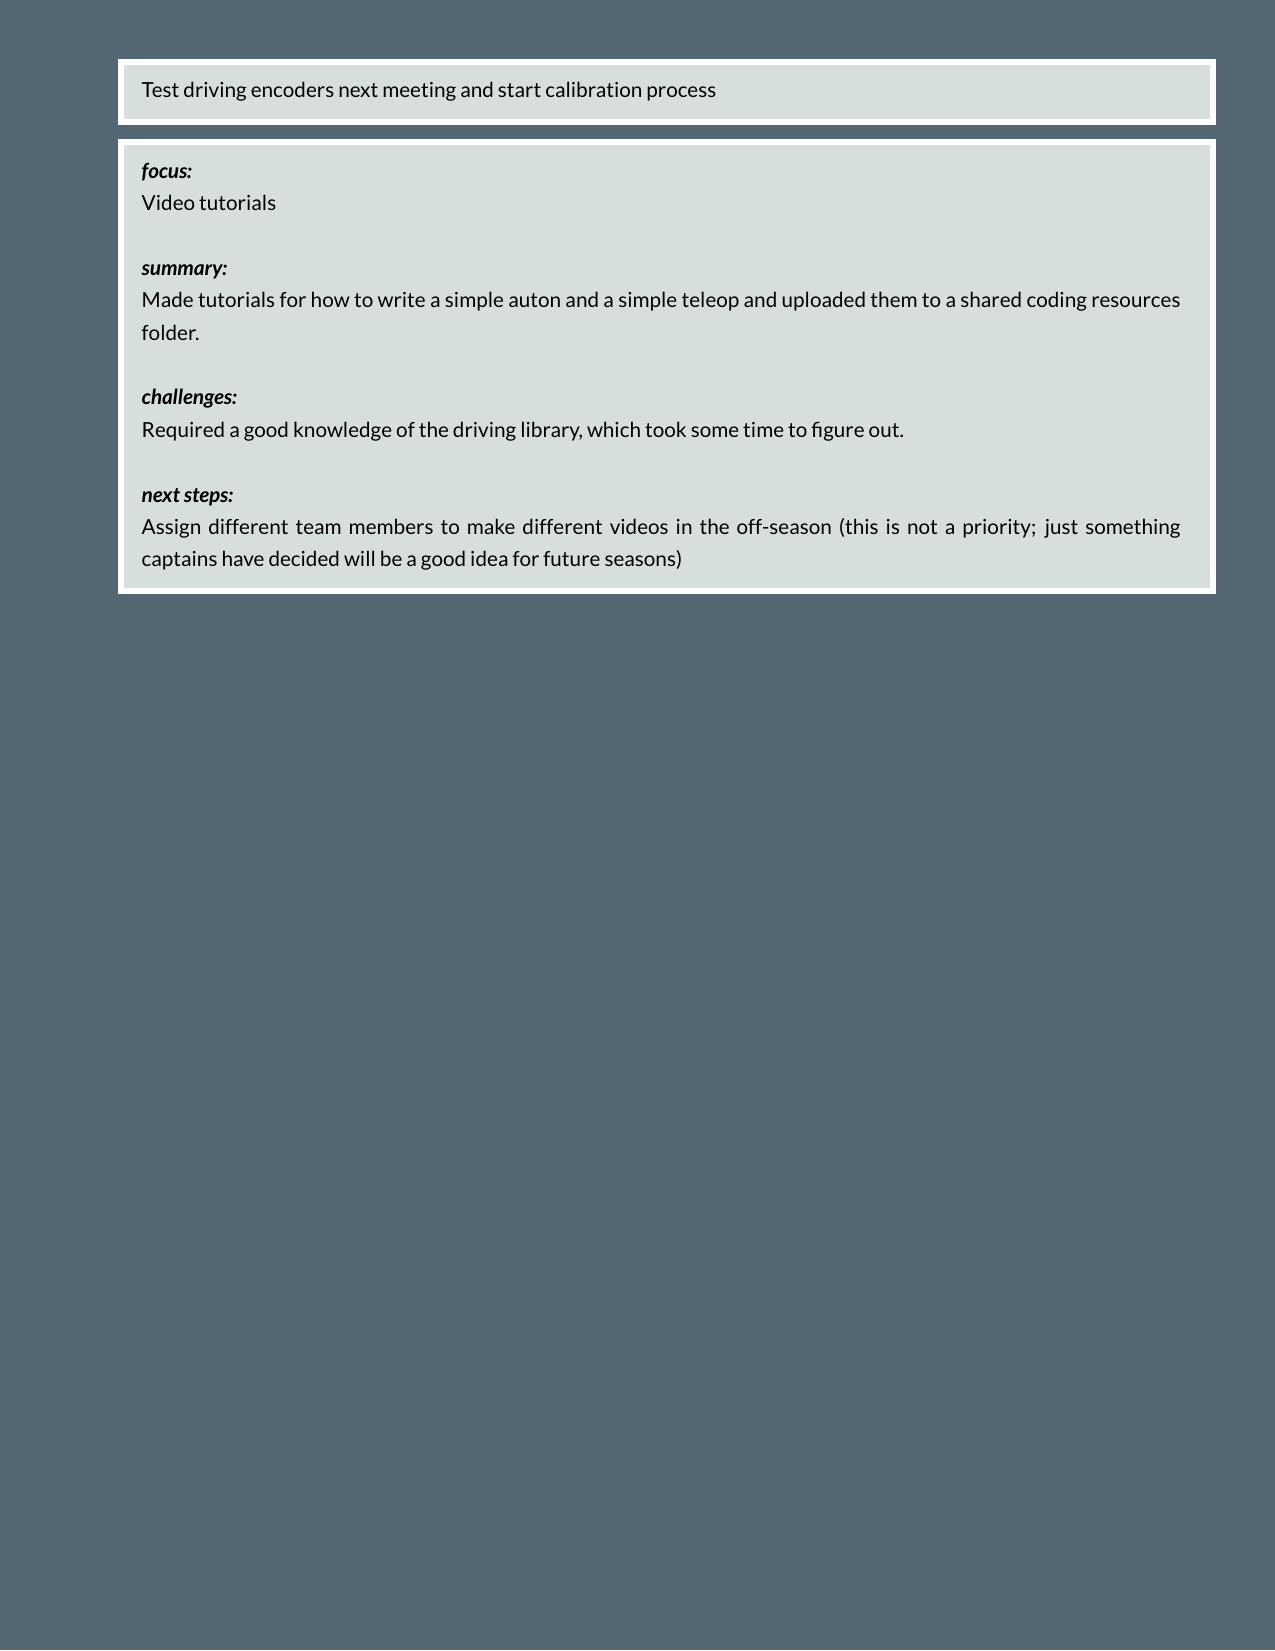 Test driving encoders next meeting and start calibration process
focus:
Video tutorials
summary:
Made tutorials for how to write a simple auton and a simple teleop and uploaded them to a shared coding resources
folder.
challenges:
Required a good knowledge of the driving library, which took some time to figure out.
next steps:
Assign different team members to make different videos in the off-season (this is not a priority; just something
captains have decided will be a good idea for future seasons)